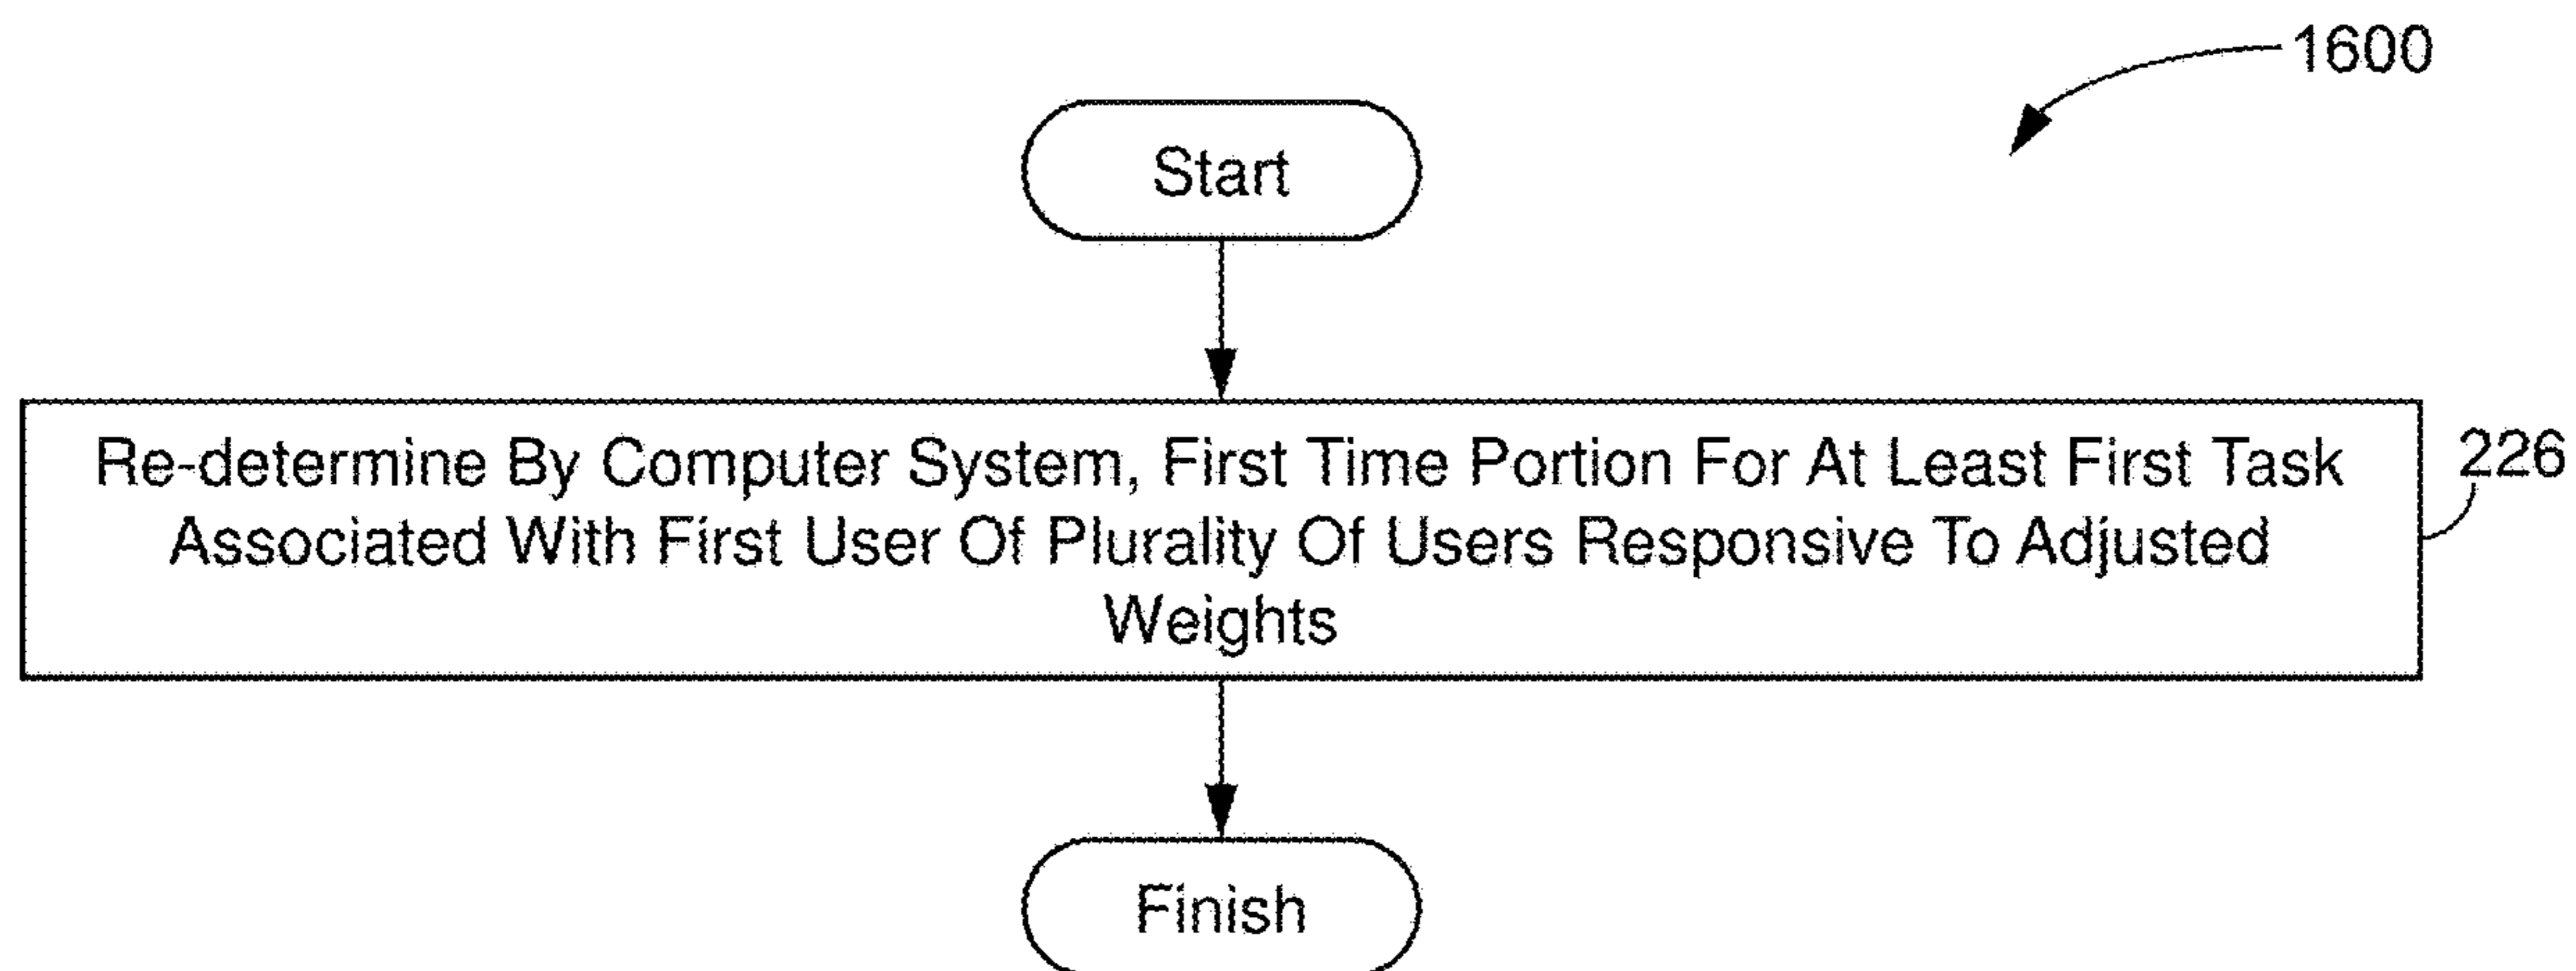 1600
Start
Re-determine By Computer System, First Time Portion For At Least First Task
Associated With First User Of Plurality Of Users Responsive To Adjusted
Weights
226
Finish